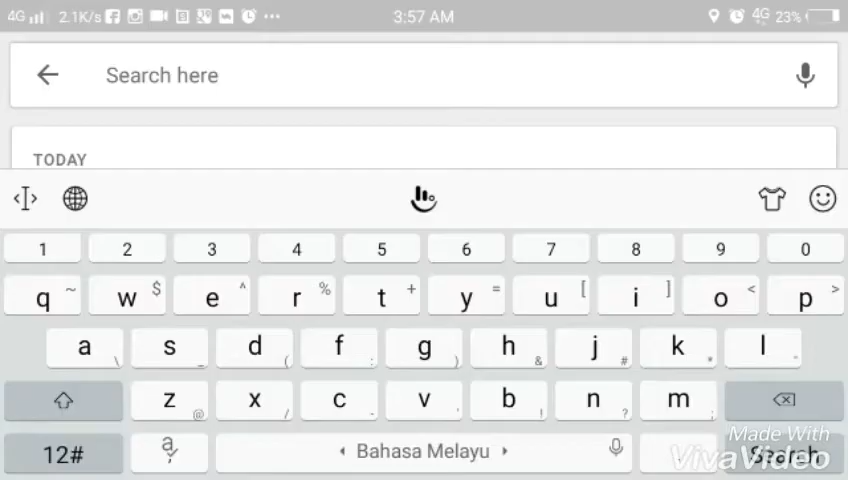 4G 2.1K/s 3:57 AM 4G 23%
Search here
TODAY
1 2 3 4 5 6 7 8 9 0
q ~ w $ e ^ r % t + y = u [ i ] o < p >
a \ s _ d ( f : g ) h & j # k * l "
z @ x / c - v ' b ! n ? m ;
12# a, Bahasa Melayu Search
Made With
VivaVideo